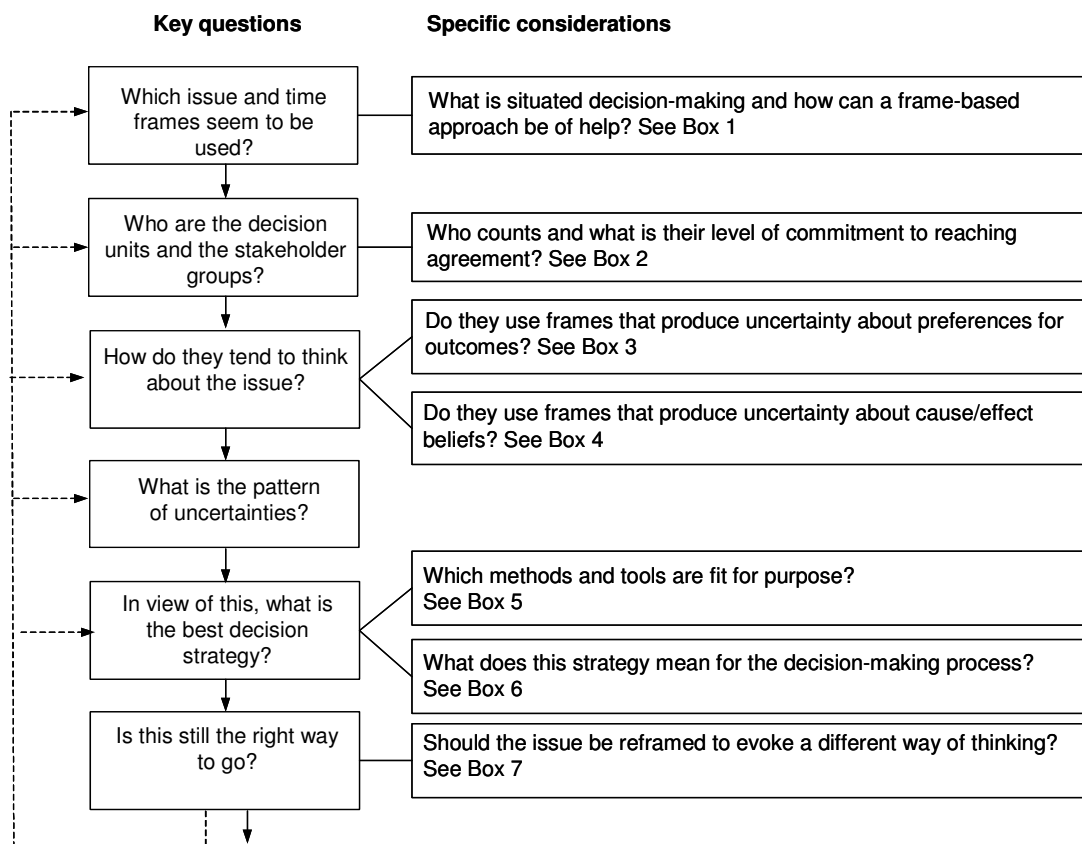 Key questions
Specific considerations
Which issue and time
frames seem to be
used?
What is situated decision-making and how can a frame-based
approach be of help? See Box 1
Who are the decision
units and the stakeholder
groups?
Who counts and what is their level of commitment to reaching
agreement? See Box 2
How do they tend to think
about the issue?
Do they use frames that produce uncertainty about preferences for
outcomes? See Box 3
Do they use frames that produce uncertainty about cause/effect
beliefs? See Box 4
What is the pattern
of uncertainties?
In view of this, what is
the best decision
strategy?
Which methods and tools are fit for purpose?
See Box 5
What does this strategy mean for the decision-making process?
See Box 6
Is this still the right way
to go?
Should the issue be reframed to evoke a different way of thinking?
See Box 7